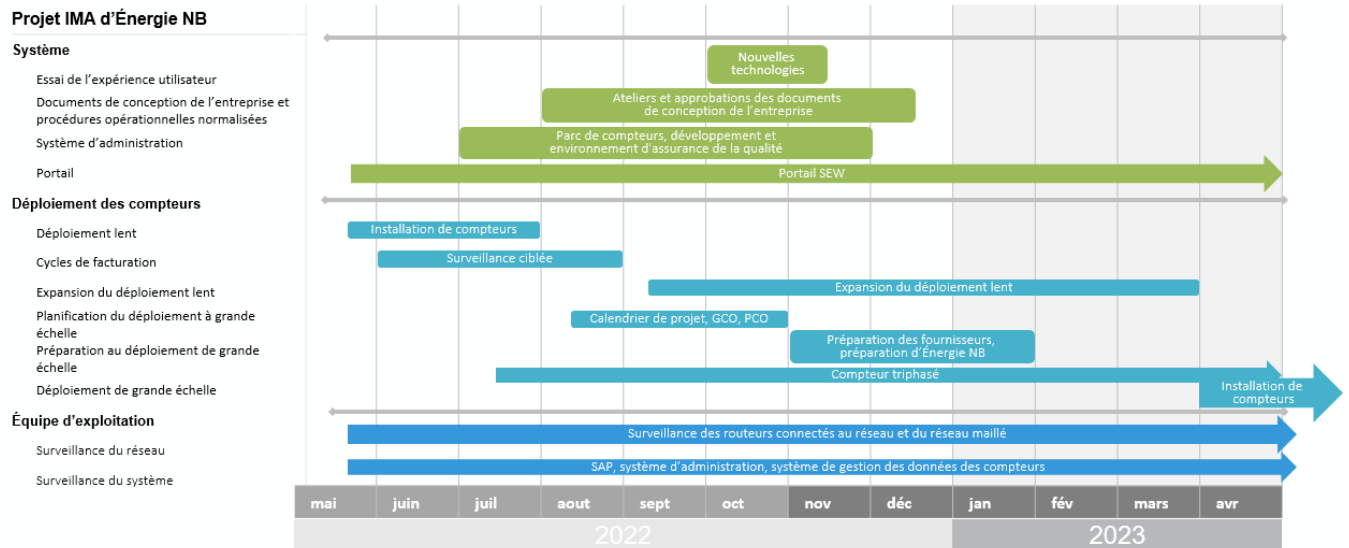 Projet IMA d’Énergie NB
Système
Essai de l’expérience utilisateur
Nouvelles
technologies
Documents de conception de l’entreprise et
procédures opérationnelles normalisées
Ateliers et approbations des documents
de conception de l’entreprise
Système d’administration
Parc de compteurs, développement et
environnement d’assurance de la qualité
Portail
Portail SEW
Déploiement des compteurs
Déploiement lent
Installation de compteurs
Cycles de facturation
Surveillance ciblée
Expansion du déploiement lent
Expansion du déploiement lent
Planification du déploiement à grande
échelle
Calendrier de projet, GCO, PCO
Préparation au déploiement de grande
échelle
Préparation des fournisseurs,
préparation d’Énergie NB
Compteur triphasé
Déploiement de grande échelle
Installation de
compteurs
Équipe d’exploitation
Surveillance des routeurs connectés au réseau et du réseau maillé
Surveillance du réseau
SAP, système d’administration, système de gestion des données des compteurs
Surveillance du système
mai juin juil aout sept oct nov déc jan fév mars avr
2022 2023